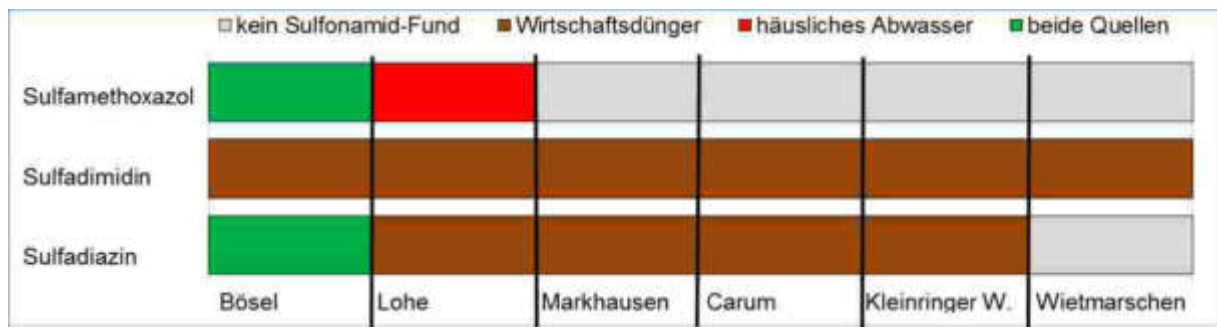 kein Sulfonamid-Fund Wirtschaftsdünger häusliches Abwasser beide Quellen
Sulfamethoxazol
Sulfadimidin
Sulfadiazin
Bösel Lohe Markhausen Carum Kleinringer W. Wietmarschen